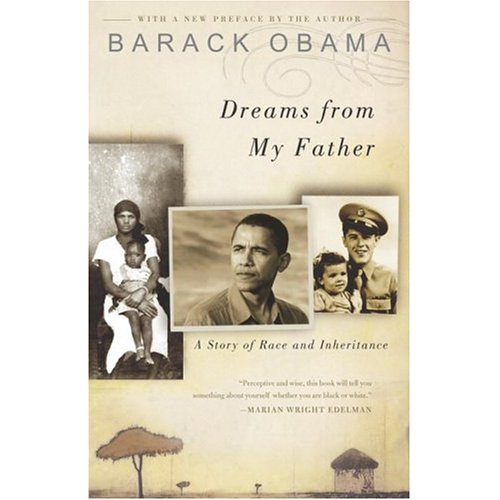 WITH A NEW PREFACE BY THE AUTHOR
BARACK OBAMA
Dreams from
My Father
A Story of Race and Inheritance
"Perceptive and wise, this book will tell you
something about yourself whether you are black or white."
—MARIAN WRIGHT EDELMAN